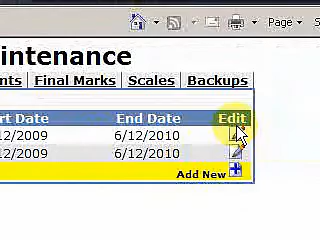 Page
intenance
nts Final Marks Scales Backups
rt Date End Date Edit
12/2009 6/12/2010
12/2009 6/12/2010
Add New